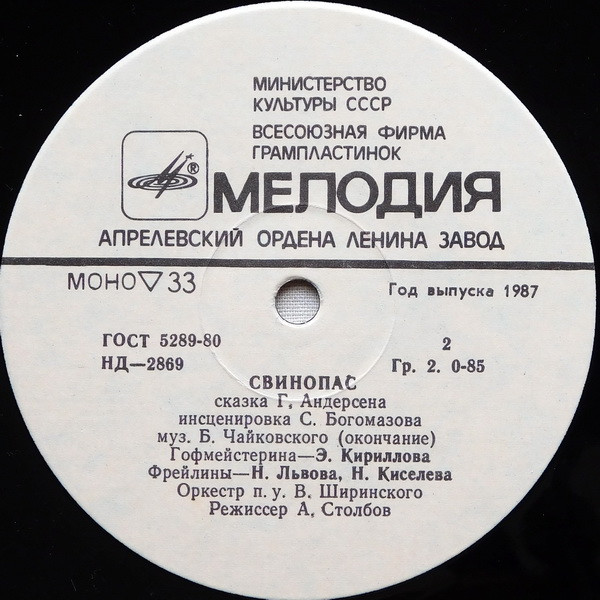 МИНИСТЕРСТВО
КУЛЬТУРЫ СССР
ВСЕСОЮЗНАЯ ФИРМА
ГРАМПЛАСТИНОК
®
МЕЛОДИЯ
АПРЕЛЕВСКИЙ ОРДЕНА ЛЕНИНА ЗАВОД
МОНО ▽ 33
Год выпуска 1987
ГОСТ 5289-80
2
НД—2869
Гр. 2. 0-85
СВИНОПАС
сказка Г. Андерсена
инсценировка С. Богомазова
муз. Б. Чайковского (окончание)
Гофмейстерина—Э. Кириллова
Фрейлины—Н. Львова, Н. Киселева
Оркестр п. у. В. Ширинского
Режиссер А. Столбов